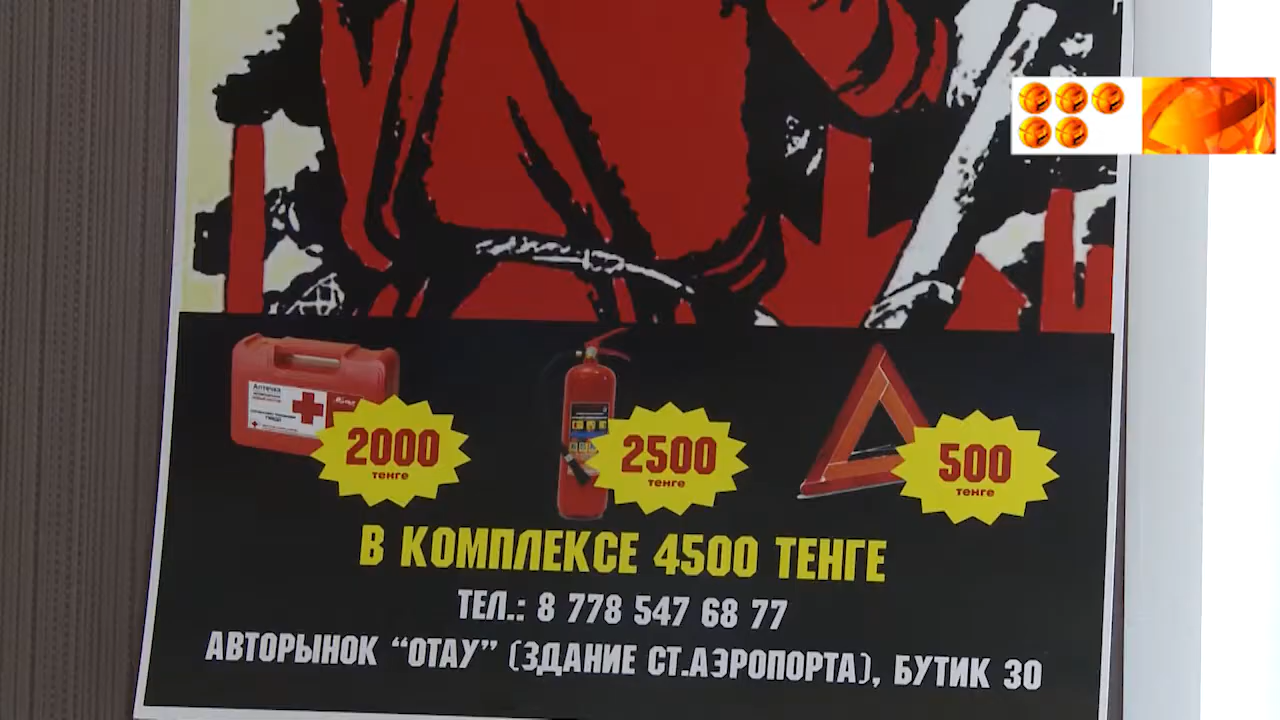 Аптечка
2000
тенге
2500
тенге
500
тенге
В КОМПЛЕКСЕ 4500 ТЕНГЕ
ТЕЛ.: 8 778 547 68 77
АВТОРЫНОК “ОТАУ” (ЗДАНИЕ СТ.АЭРОПОРТА), БУТИК 30